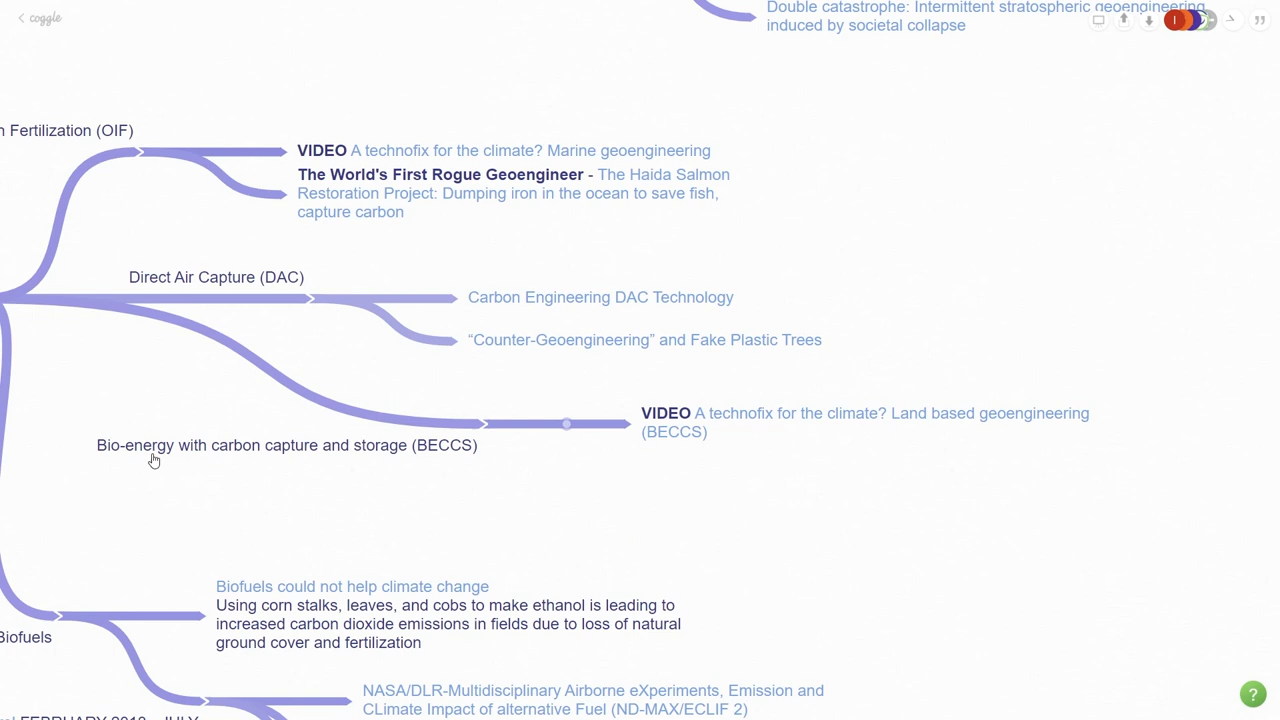 coggle
Double catastrophe: Intermittent stratospheric geoengineering
induced by societal collapse
n Fertilization (OIF)
VIDEO A technofix for the climate? Marine geoengineering
The World's First Rogue Geoengineer - The Haida Salmon
Restoration Project: Dumping iron in the ocean to save fish,
capture carbon
Direct Air Capture (DAC)
Carbon Engineering DAC Technology
“Counter-Geoengineering” and Fake Plastic Trees
VIDEO A technofix for the climate? Land based geoengineering
(BECCS)
Bio-energy with carbon capture and storage (BECCS)
Biofuels could not help climate change
Using corn stalks, leaves, and cobs to make ethanol is leading to
increased carbon dioxide emissions in fields due to loss of natural
ground cover and fertilization
Biofuels
NASA/DLR-Multidisciplinary Airborne eXperiments, Emission and
CLimate Impact of alternative Fuel (ND-MAX/ECLIF 2)
FEBRUARY 2018 - JULY
?